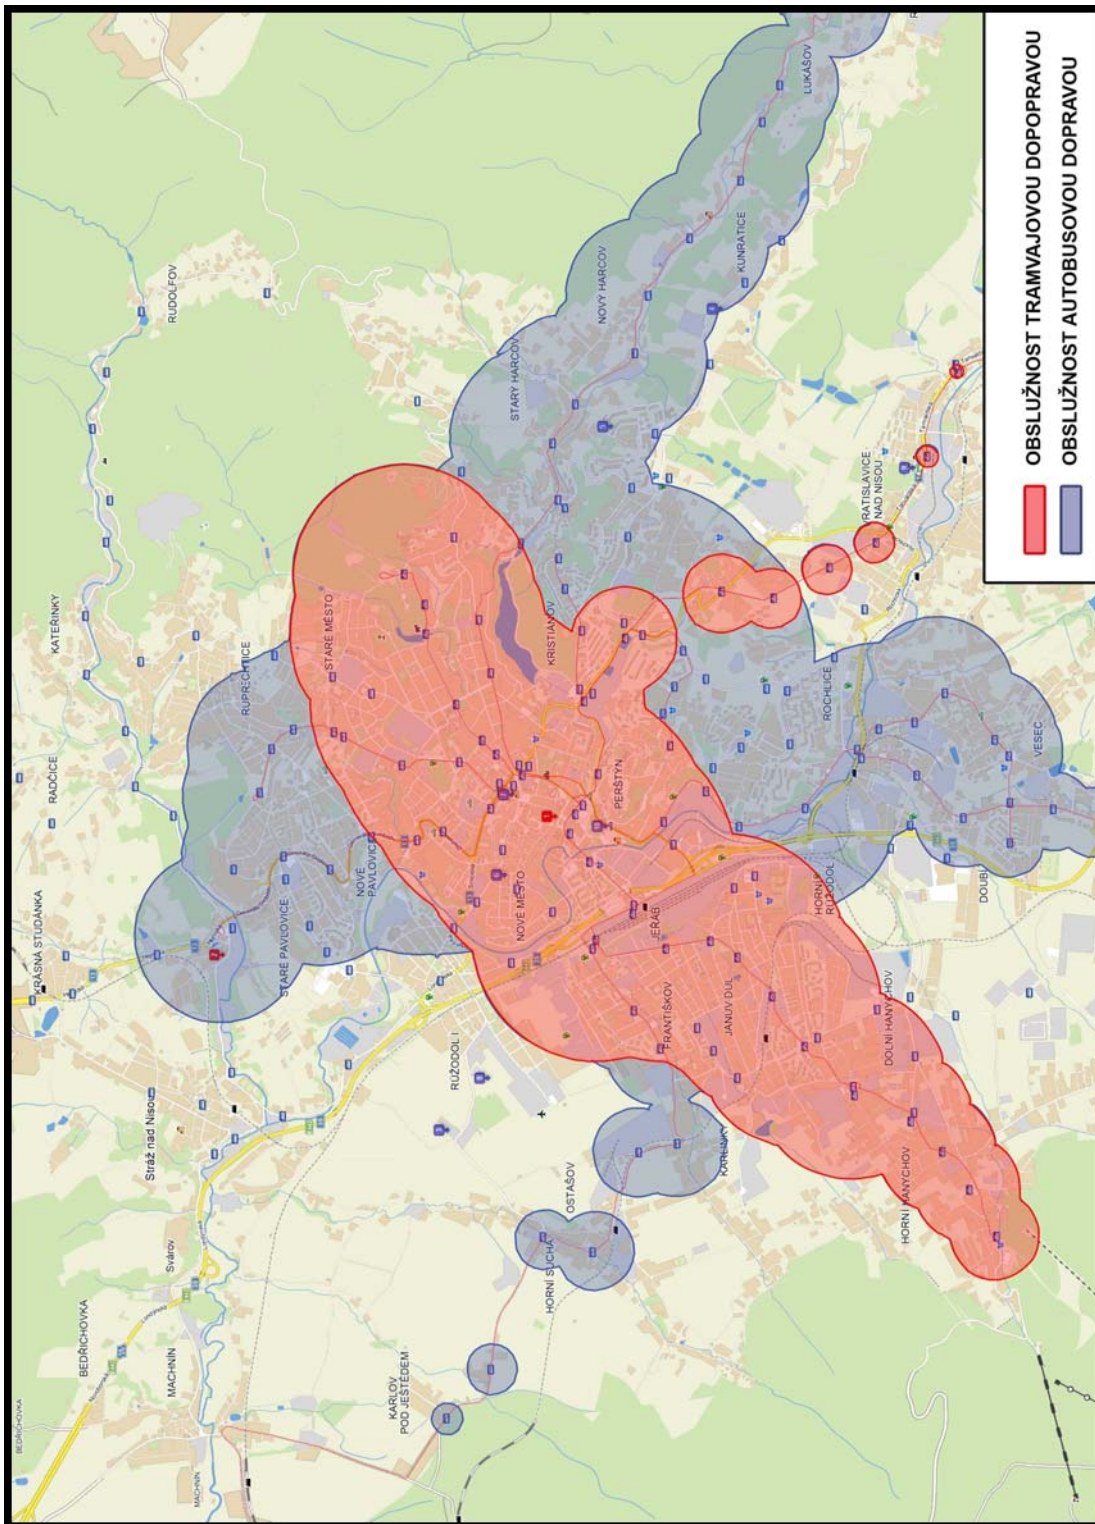 OBSLUŽNOST TRAMVAJOVOU DOPOPRAVOU
OBSLUŽNOST AUTOBUSOVOU DOPRAVOU
BEDŘICHOVKA
BEDŘICHOVKA
MACHNÍN
MACHNÍN
Svárov
Stráž nad Nisou
KRÁSNÁ STUDÁNKA
RADČICE
KATEŘINKY
RUDOLFOV
KARLOV
POD JEŠTĚDEM
HORNÍ SUCHÁ
OSTAŠOV
KARLINKY
RŮŽODOL I
STARÉ PAVLOVICE
NOVÉ
PAVLOVICE
RUPRECHTICE
STARÉ MĚSTO
NOVÉ MĚSTO
KRISTIÁNOV
PERŠTÝN
JEŘÁB
FRANTIŠKOV
JANŮV DŮL
DOLNÍ HANYCHOV
HORNÍ HANYCHOV
HORNÍ
RŮŽODOL
ROCHLICE
VESEC
DOUBÍ
STARÝ HARCOV
NOVÝ HARCOV
KUNRATICE
LUKÁŠOV
VRATISLAVICE
NAD NISOU